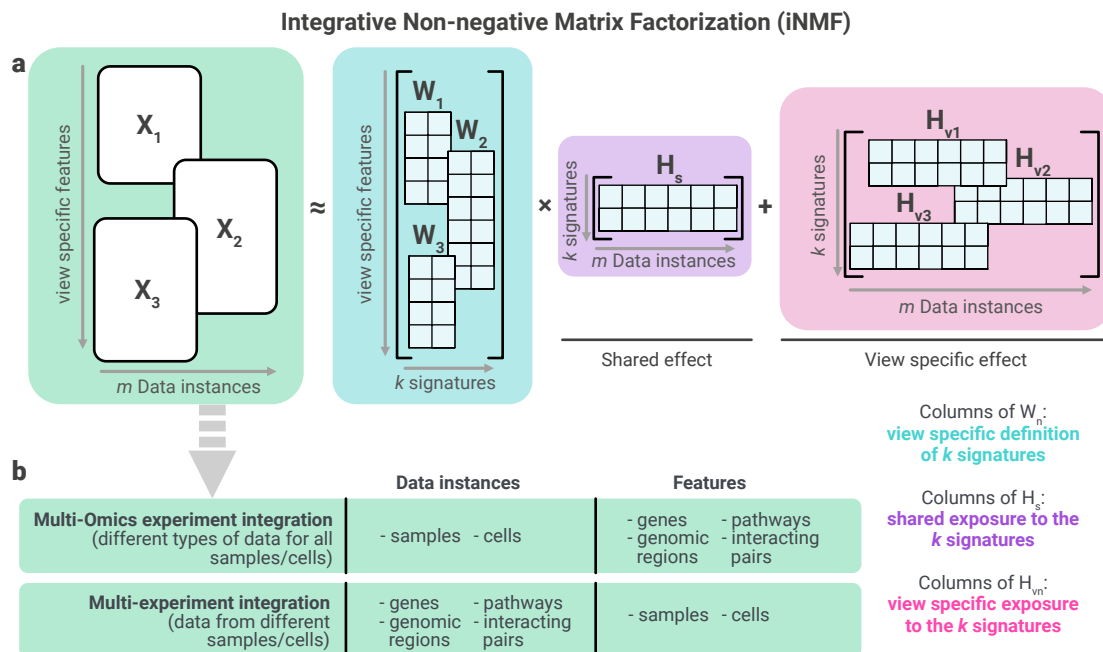 Integrative Non-negative Matrix Factorization (iNMF)
a
view specific features
X1
X2
X3
m Data instances
≈
view specific features
W1
W2
W3
k signatures
×
k signatures
Hs
m Data instances
+
k signatures
Hv1
Hv2
Hv3
m Data instances
Shared effect
View specific effect
Columns of Wn:
view specific definition
of k signatures
Columns of Hs:
shared exposure to the
k signatures
Columns of Hvn:
view specific exposure
to the k signatures
b
Data instances
Features
Multi-Omics experiment integration
(different types of data for all
samples/cells)
- samples - cells
- genes - pathways
- genomic - interacting
regions pairs
Multi-experiment integration
(data from different
samples/cells)
- genes - pathways
- genomic - interacting
regions pairs
- samples - cells